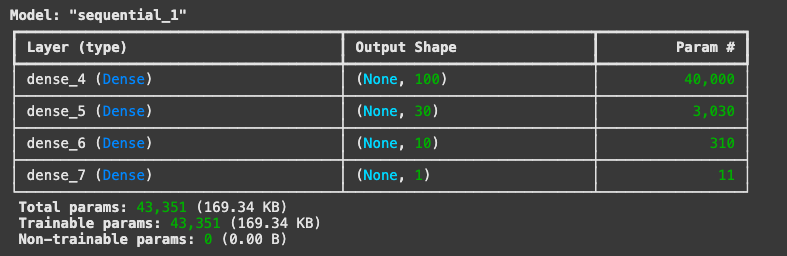 Model: "sequential_1"
Layer (type) Output Shape Param #
dense_4 (Dense) (None, 100) 40,000
dense_5 (Dense) (None, 30) 3,030
dense_6 (Dense) (None, 10) 310
dense_7 (Dense) (None, 1) 11
Total params: 43,351 (169.34 KB)
Trainable params: 43,351 (169.34 KB)
Non-trainable params: 0 (0.00 B)